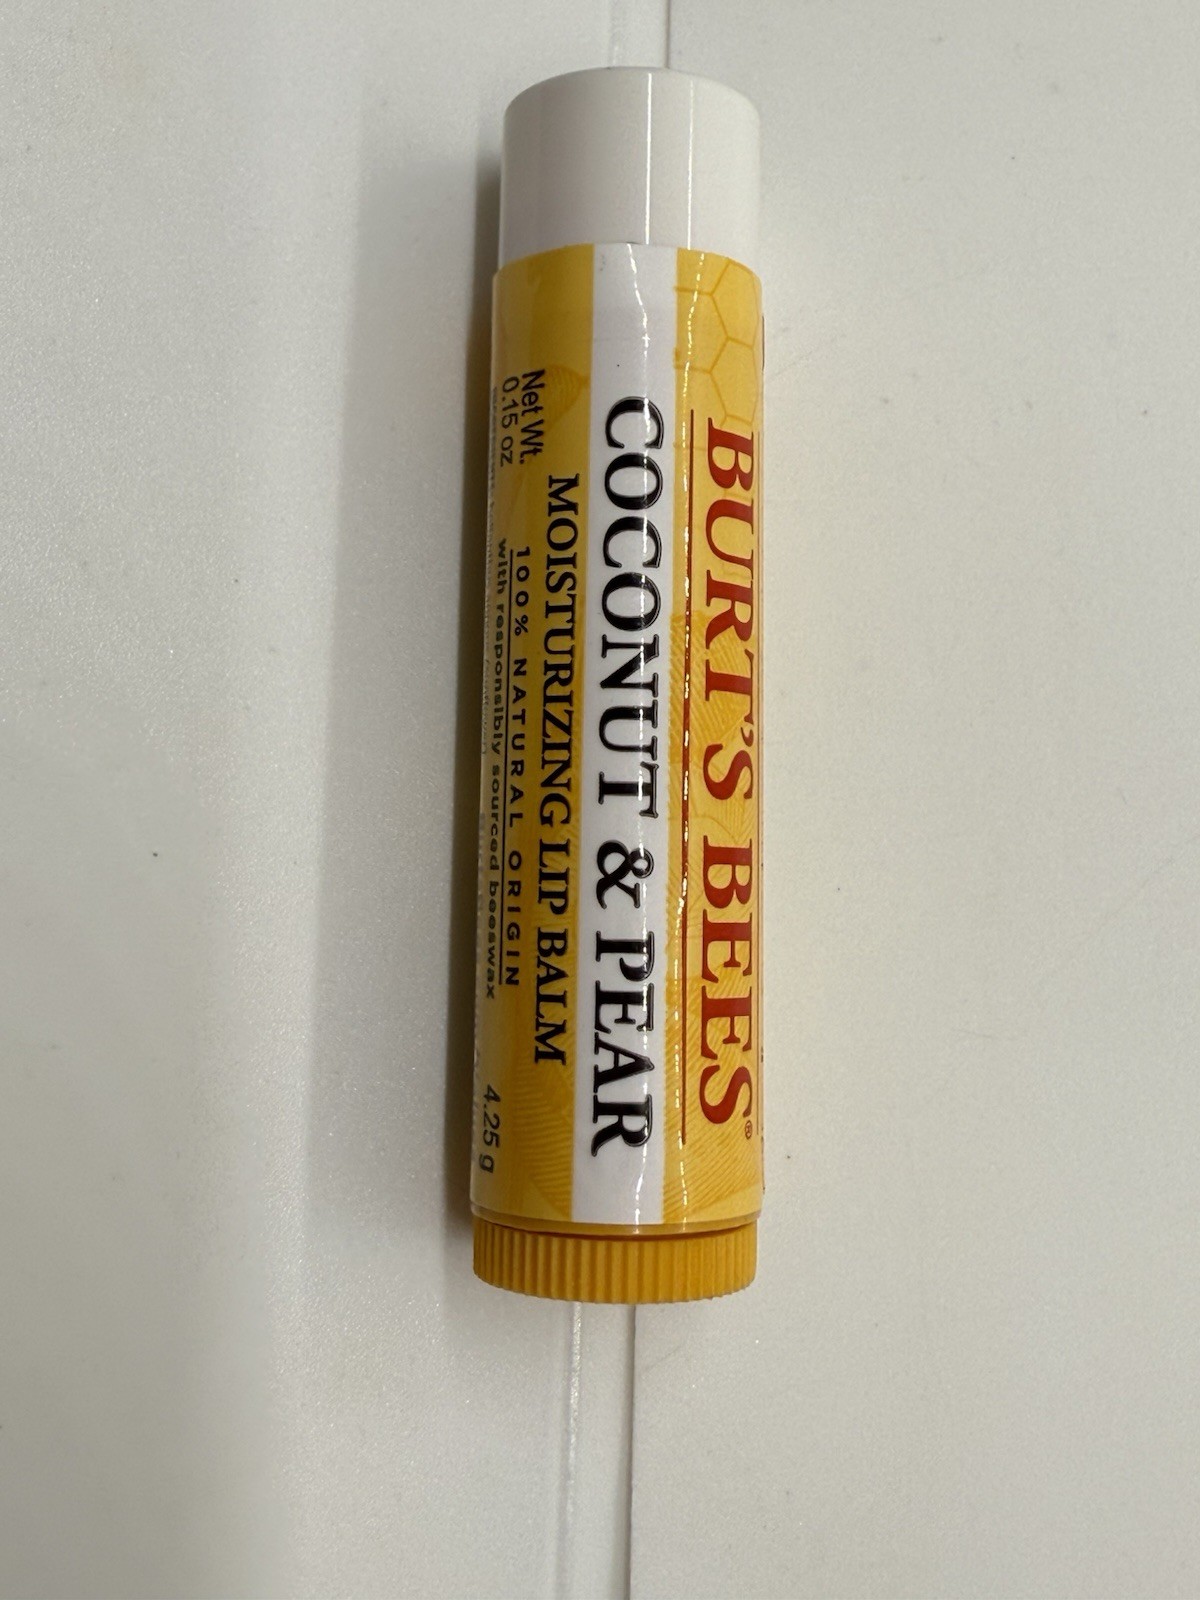 BURT'S BEES®
COCONUT & PEAR
MOISTURIZING LIP BALM
Net Wt.
0.15 oz
100% NATURAL ORIGIN
with responsibly sourced beeswax
4.25 g